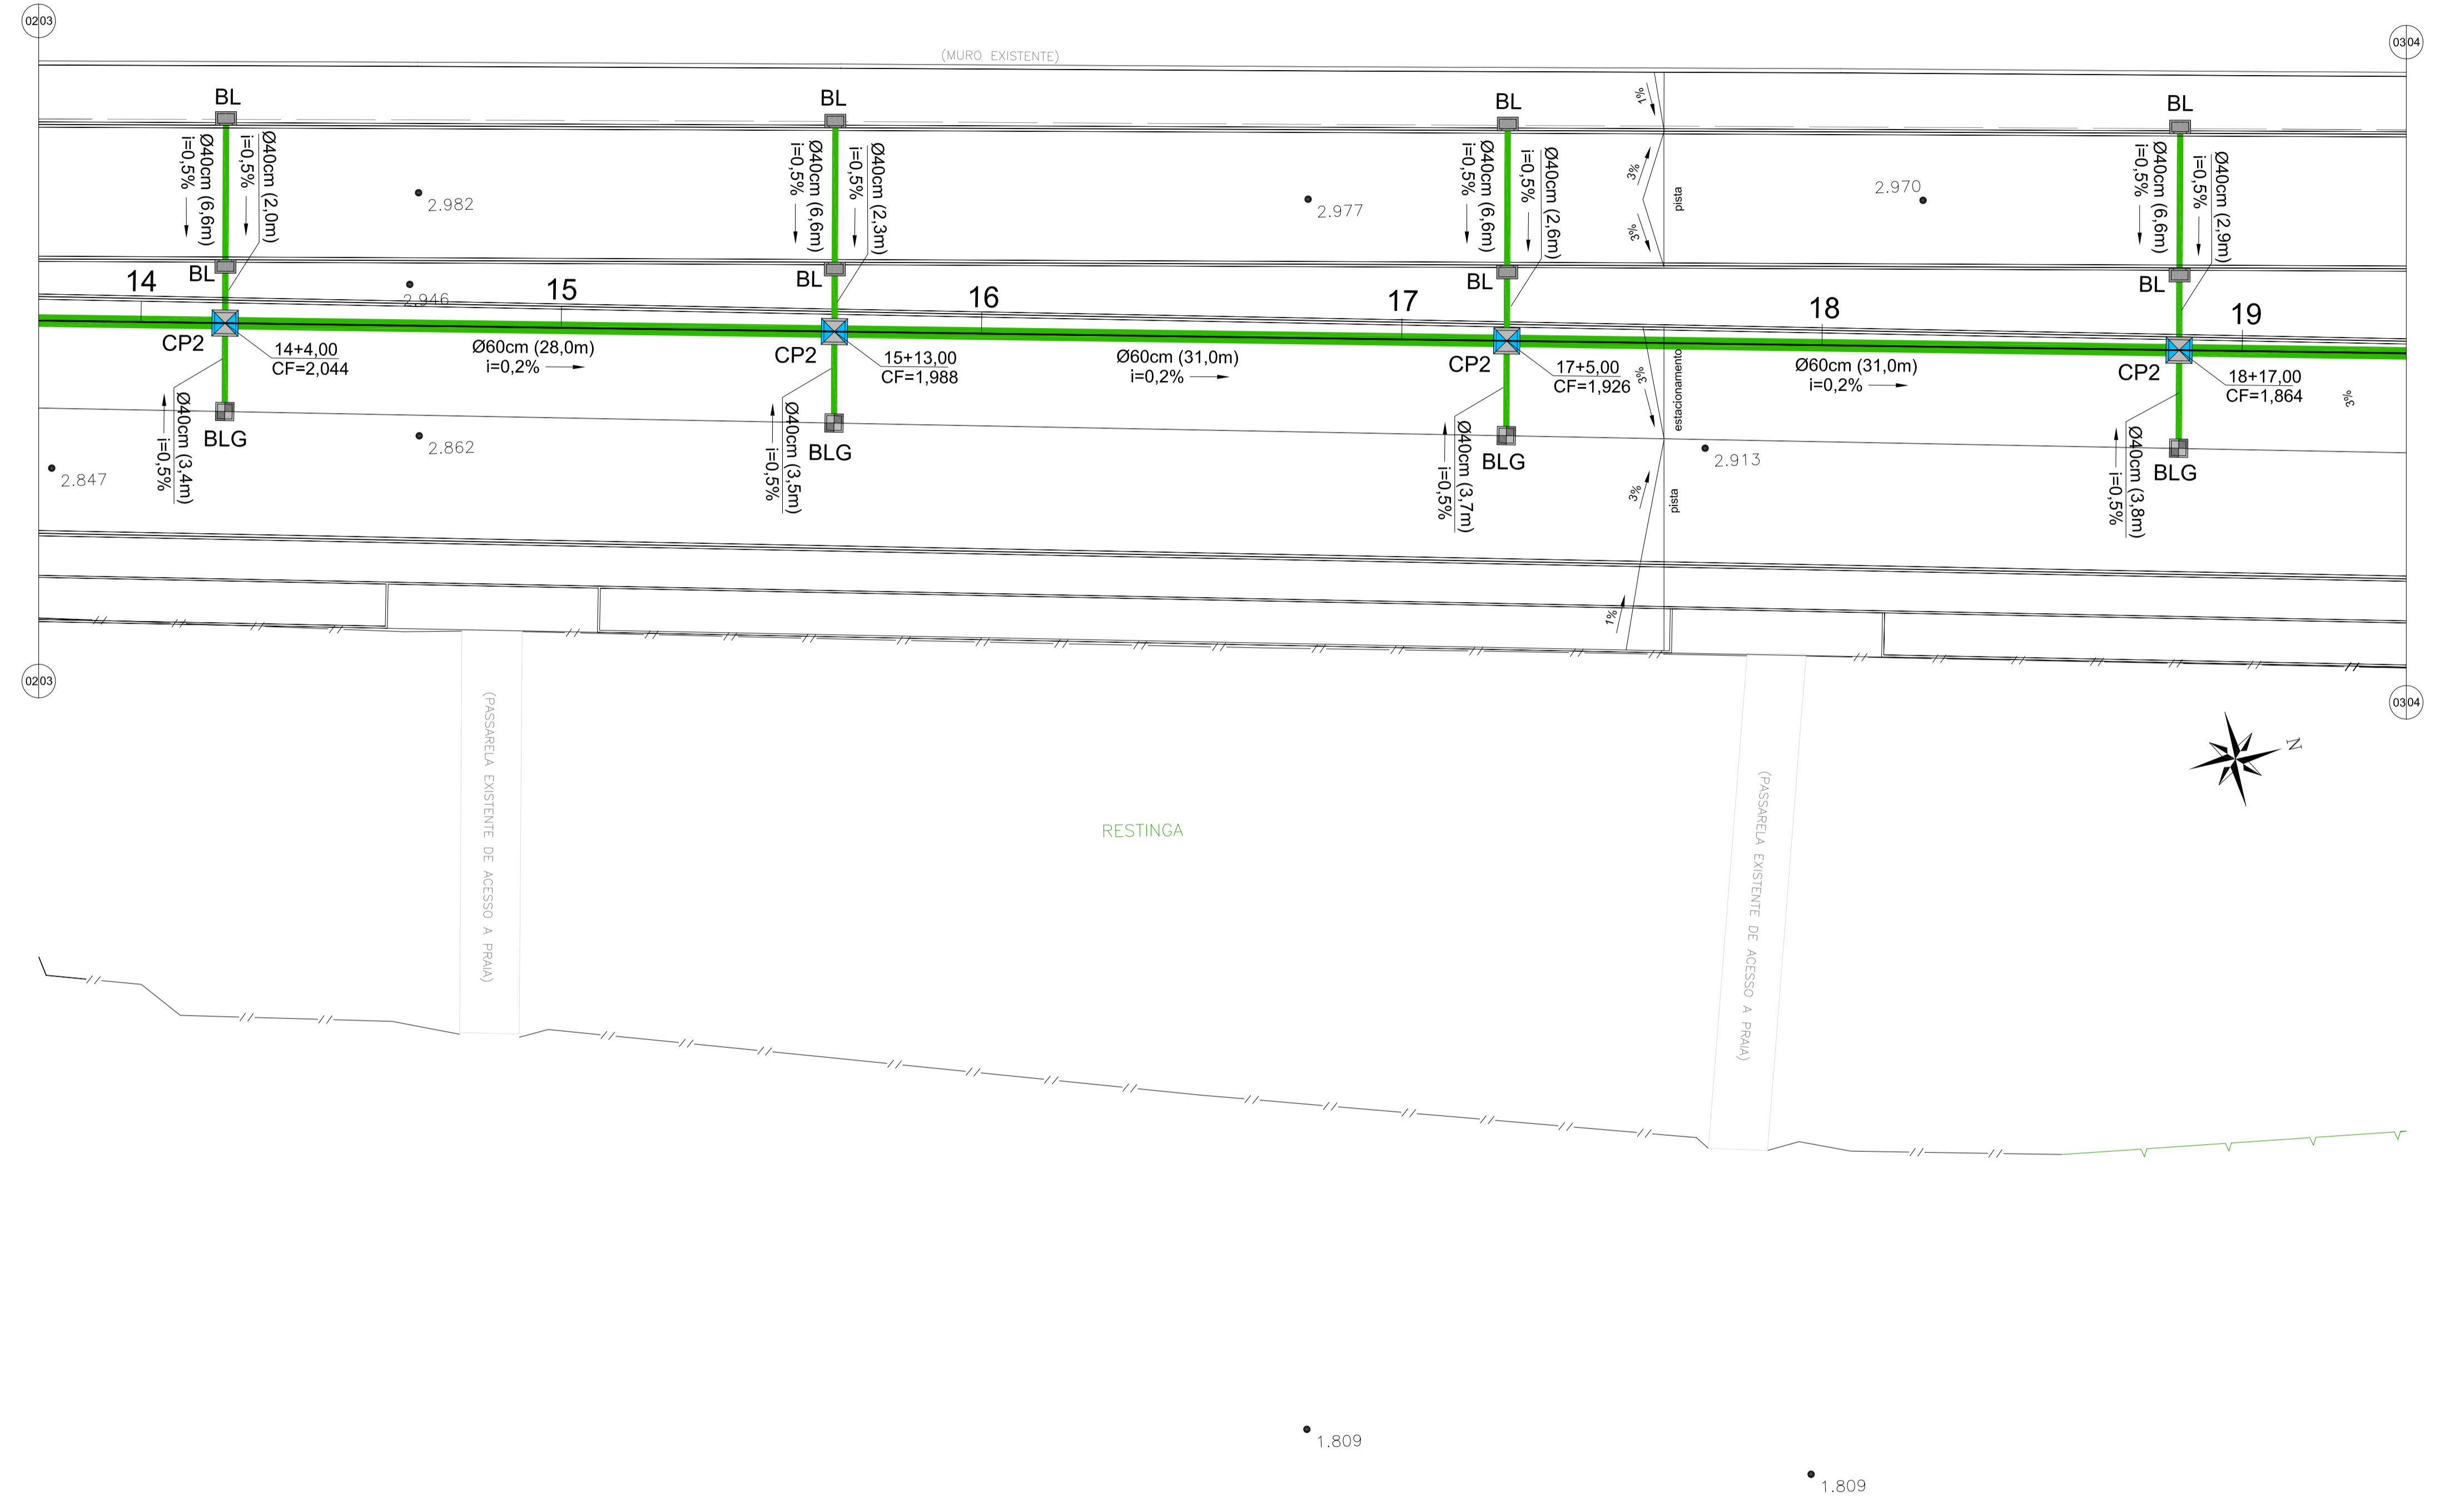 0203
0304
(MURO EXISTENTE)
BL
BL
BL
BL
Ø40cm (6,6m)
i=0,5%
Ø40cm (2,0m)
i=0,5%
Ø40cm (6,6m)
i=0,5%
Ø40cm (2,3m)
i=0,5%
Ø40cm (6,6m)
i=0,5%
Ø40cm (2,6m)
i=0,5%
Ø40cm (6,6m)
i=0,5%
Ø40cm (2,9m)
i=0,5%
1%
3%
3%
pista
2.982
2.977
2.970
BL
BL
BL
BL
14
15
16
17
18
19
2.946
CP2
14+4,00
CF=2,044
Ø60cm (28,0m)
i=0,2%
CP2
15+13,00
CF=1,988
Ø60cm (31,0m)
i=0,2%
CP2
17+5,00
CF=1,926
3%
estacionamento
Ø60cm (31,0m)
i=0,2%
CP2
18+17,00
CF=1,864
3%
Ø40cm (3,4m)
i=0,5%
BLG
Ø40cm (3,5m)
i=0,5%
BLG
Ø40cm (3,7m)
i=0,5%
BLG
Ø40cm (3,8m)
i=0,5%
BLG
2.847
2.862
2.913
3%
pista
1%
0203
0304
N
(PASSARELA EXISTENTE DE ACESSO A PRAIA)
(PASSARELA EXISTENTE DE ACESSO A PRAIA)
RESTINGA
1.809
1.809